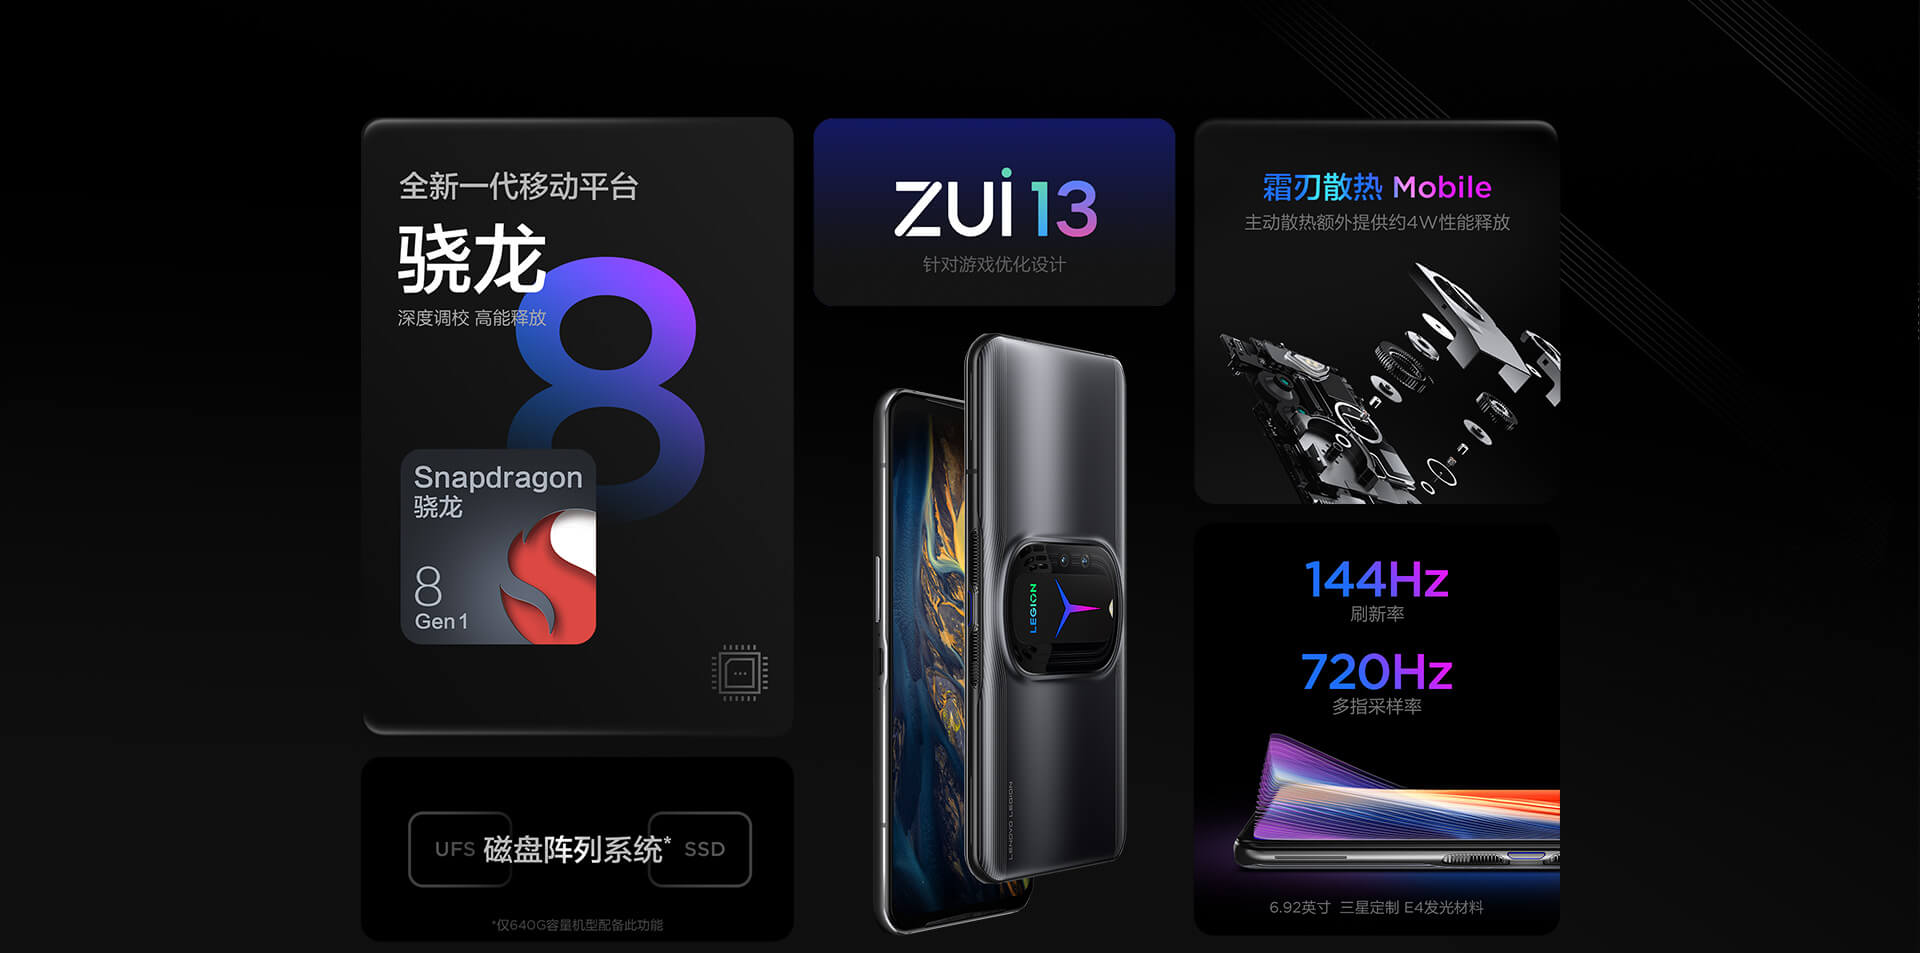 全新一代移动平台
骁龙
8
深度调校 高能释放
Snapdragon
骁龙
8
Gen 1
UFS 磁盘阵列系统* SSD
*仅640G容量机型配备此功能
ZUi 13
针对游戏优化设计
LEGION
LENOVO LEGION
霜刃散热 Mobile
主动散热额外提供约4W性能释放
144Hz
刷新率
720Hz
多指采样率
6.92英寸 三星定制 E4发光材料